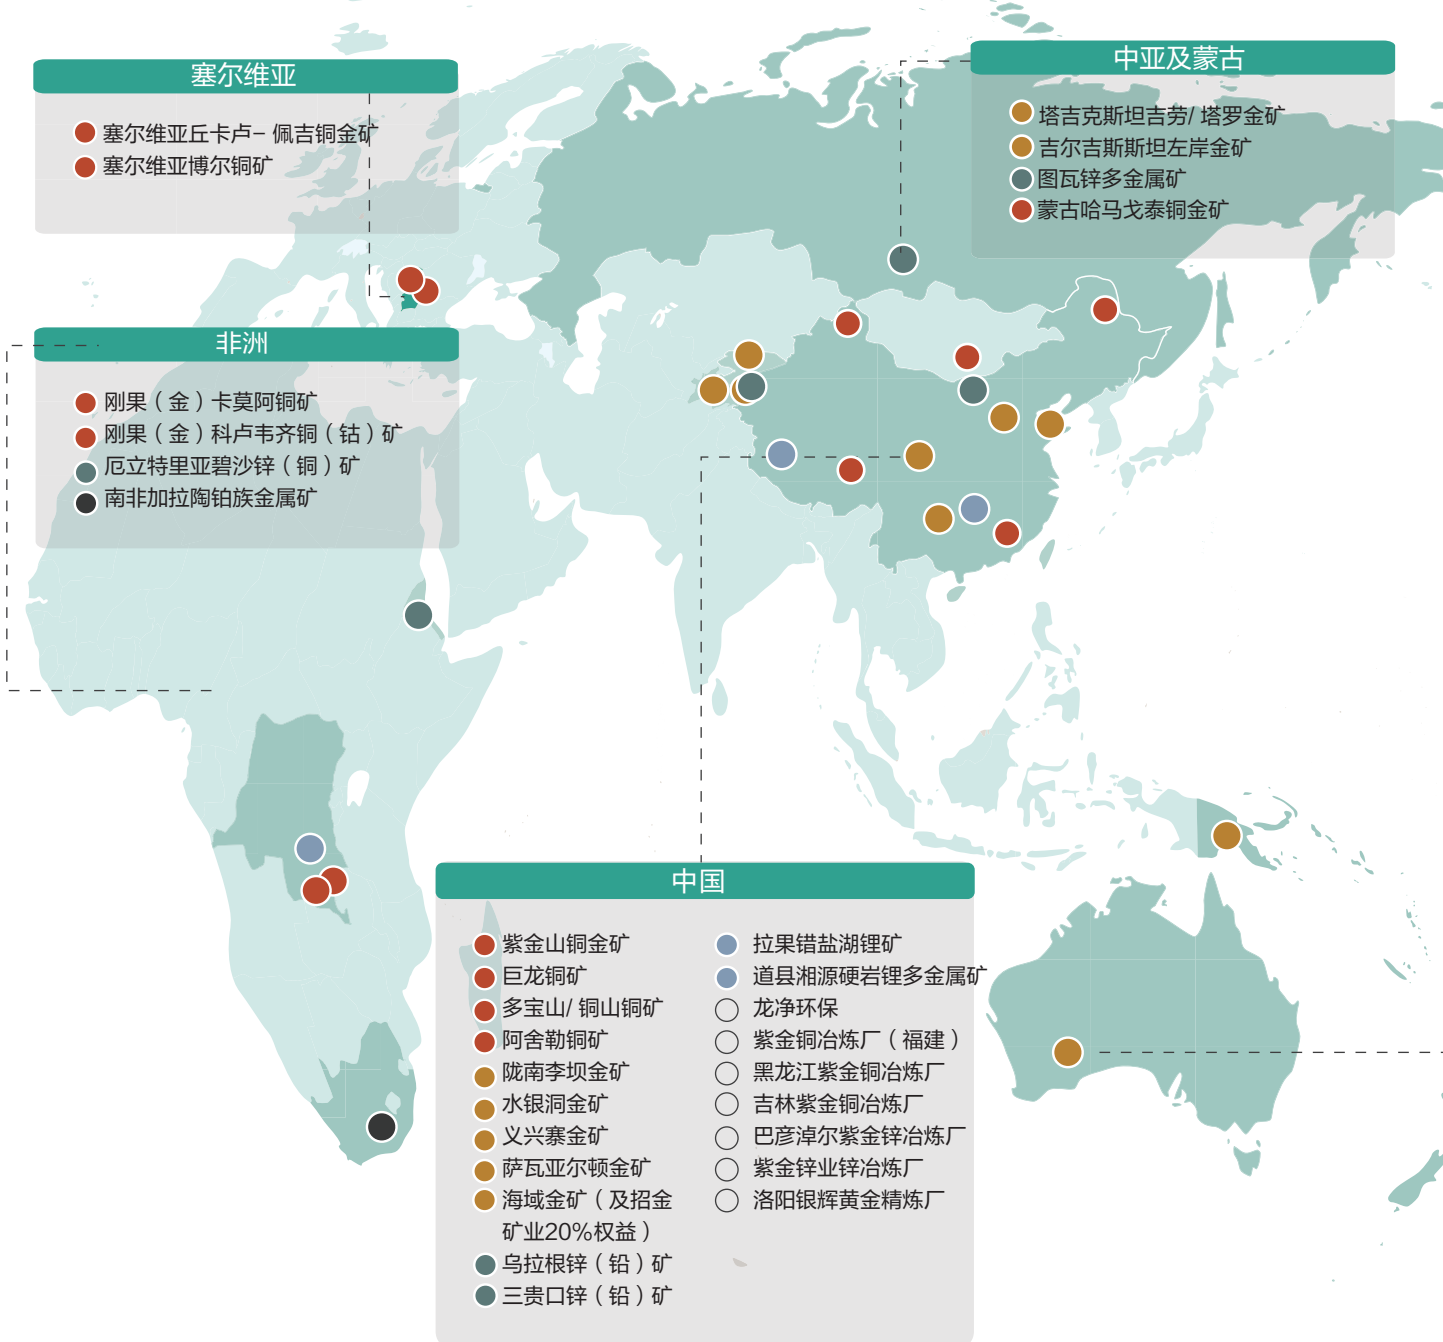 塞尔维亚
塞尔维亚丘卡卢– 佩吉铜金矿
塞尔维亚博尔铜矿
中亚及蒙古
塔吉克斯坦吉劳/ 塔罗金矿
吉尔吉斯斯坦左岸金矿
图瓦锌多金属矿
蒙古哈马戈泰铜金矿
非洲
刚果（金）卡莫阿铜矿
刚果（金）科卢韦齐铜（钴）矿
厄立特里亚碧沙锌（铜）矿
南非加拉陶铂族金属矿
中国
紫金山铜金矿
巨龙铜矿
多宝山/ 铜山铜矿
阿舍勒铜矿
陇南李坝金矿
水银洞金矿
义兴寨金矿
萨瓦亚尔顿金矿
海域金矿（及招金
矿业20%权益）
乌拉根锌（铅）矿
三贵口锌（铅）矿
拉果错盐湖锂矿
道县湘源硬岩锂多金属矿
龙净环保
紫金铜冶炼厂（福建）
黑龙江紫金铜冶炼厂
吉林紫金铜冶炼厂
巴彦淖尔紫金锌冶炼厂
紫金锌业锌冶炼厂
洛阳银辉黄金精炼厂